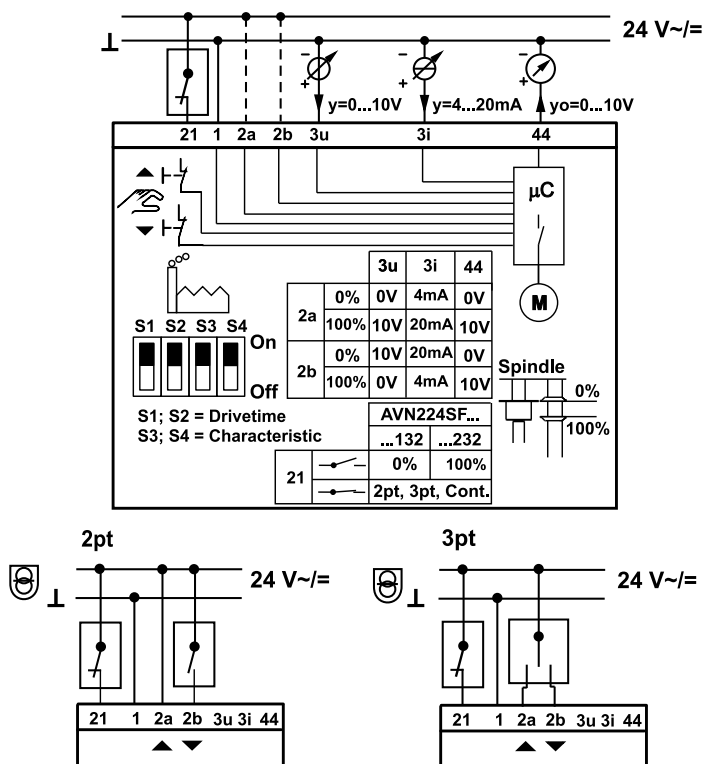 24 V~/=
⊥
− − −
+ + +
y=0...10V y=4...20mA yo=0...10V
21 1 2a 2b 3u 3i 44
▲
▼
µC
M
3u 3i 44
2a 0% 0V 4mA 0V
100% 10V 20mA 10V
2b 0% 10V 20mA 0V
100% 0V 4mA 10V
S1 S2 S3 S4
On
Off
S1; S2 = Drivetime
S3; S4 = Characteristic
Spindle
0%
100%
AVN224SF...
...132 ...232
21 0% 100%
2pt, 3pt, Cont.
2pt
24 V~/=
⊥
21 1 2a 2b 3u 3i 44
▲ ▼
3pt
24 V~/=
⊥
21 1 2a 2b 3u 3i 44
▲ ▼